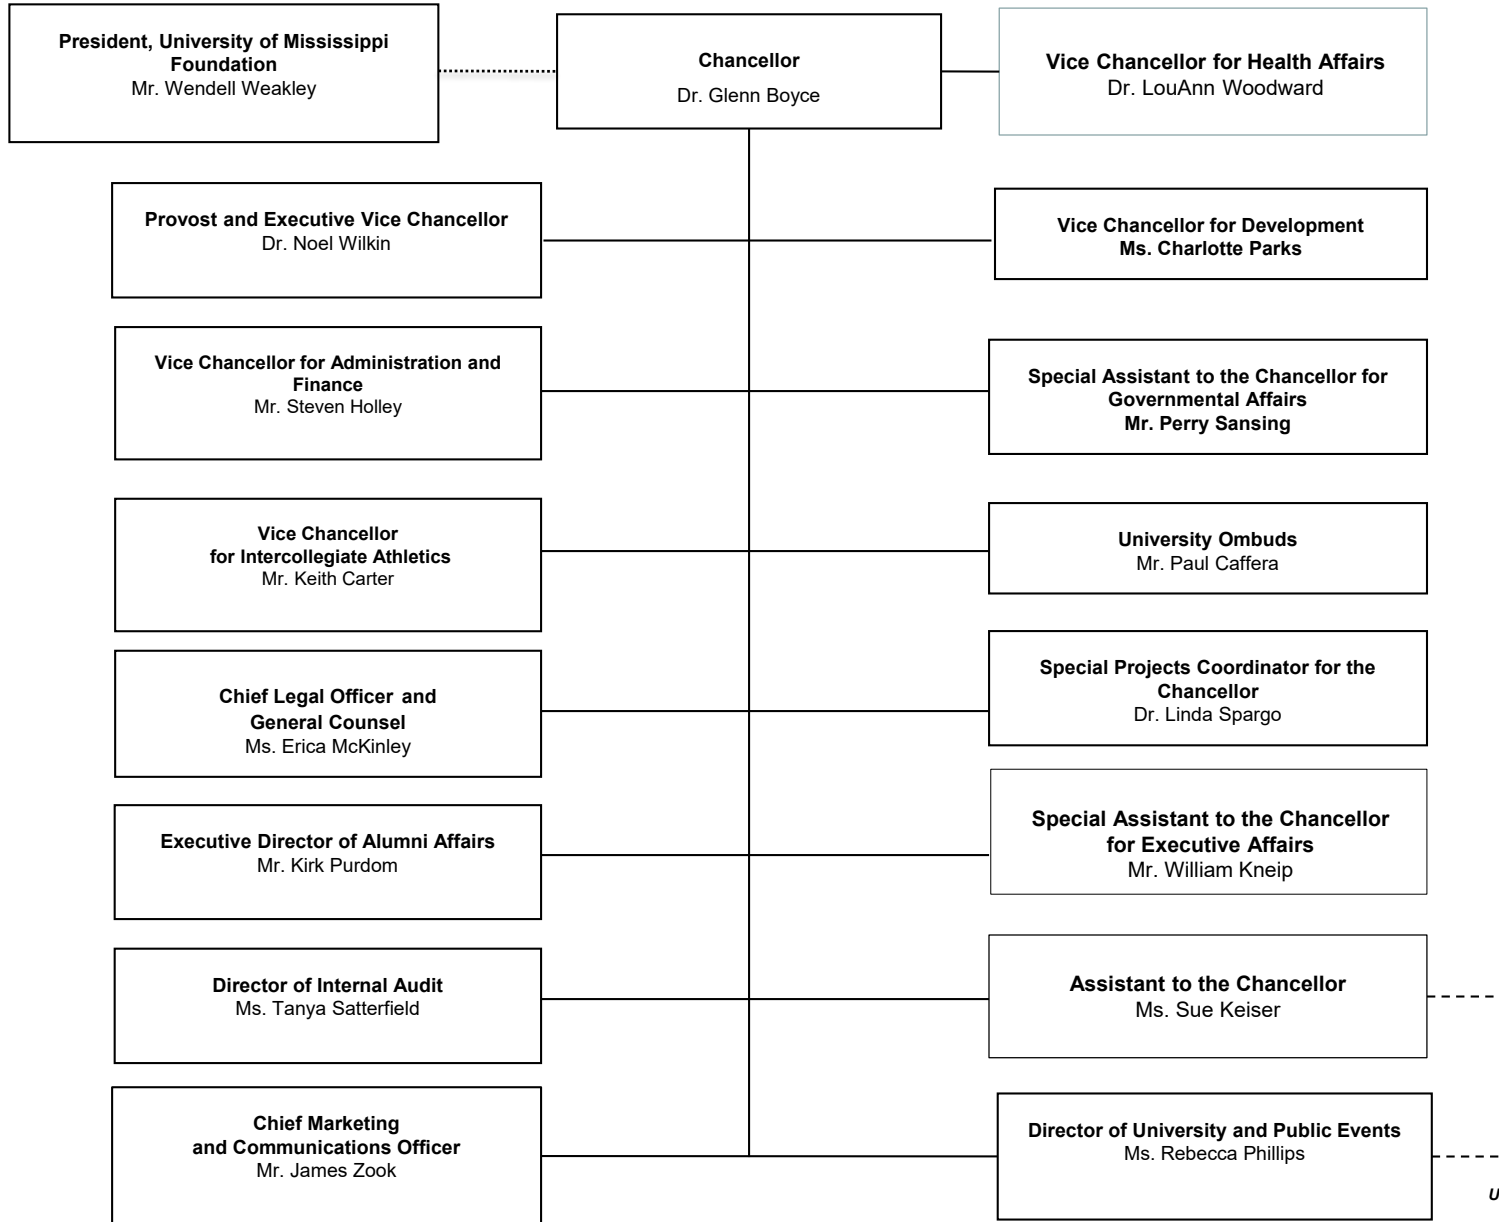 President, University of Mississippi
Foundation
Mr. Wendell Weakley
Chancellor
Dr. Glenn Boyce
Vice Chancellor for Health Affairs
Dr. LouAnn Woodward
Provost and Executive Vice Chancellor
Dr. Noel Wilkin
Vice Chancellor for Development
Ms. Charlotte Parks
Vice Chancellor for Administration and
Finance
Mr. Steven Holley
Special Assistant to the Chancellor for
Governmental Affairs
Mr. Perry Sansing
Vice Chancellor
for Intercollegiate Athletics
Mr. Keith Carter
University Ombuds
Mr. Paul Caffera
Chief Legal Officer and
General Counsel
Ms. Erica McKinley
Special Projects Coordinator for the
Chancellor
Dr. Linda Spargo
Executive Director of Alumni Affairs
Mr. Kirk Purdom
Special Assistant to the Chancellor
for Executive Affairs
Mr. William Kneip
Director of Internal Audit
Ms. Tanya Satterfield
Assistant to the Chancellor
Ms. Sue Keiser
Chief Marketing
and Communications Officer
Mr. James Zook
Director of University and Public Events
Ms. Rebecca Phillips
U